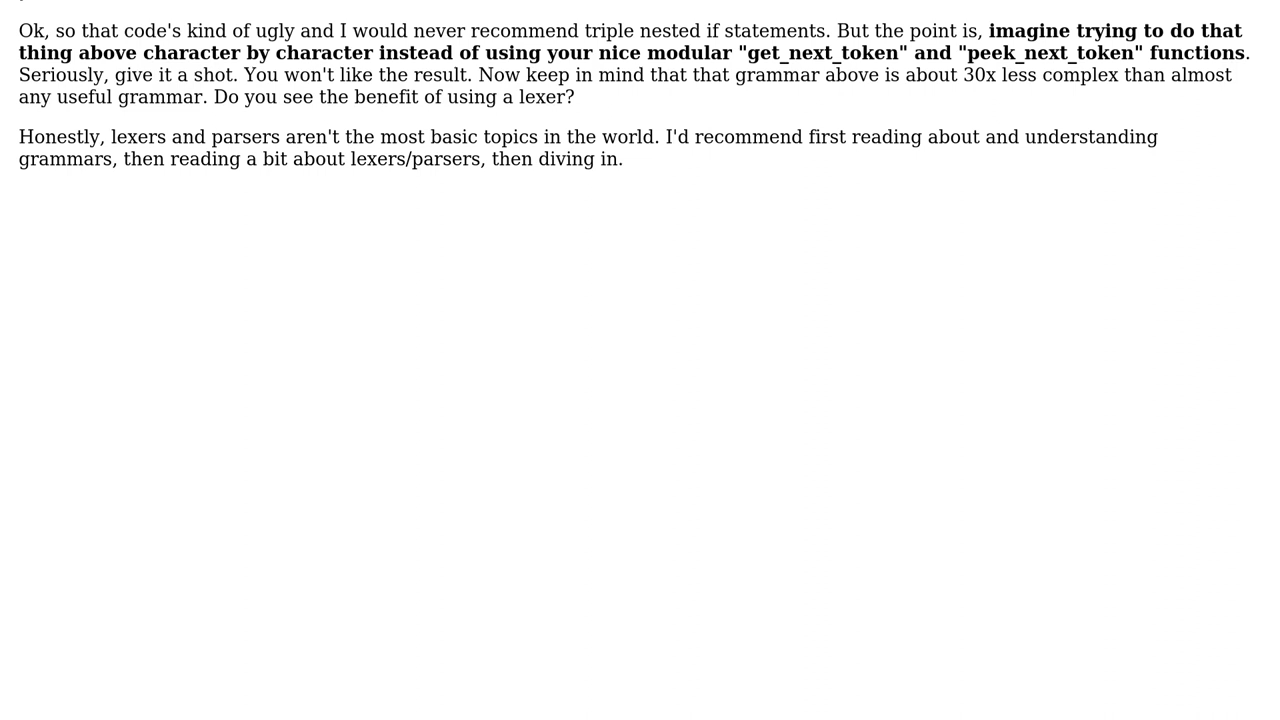 Ok, so that code's kind of ugly and I would never recommend triple nested if statements. But the point is, imagine trying to do that
thing above character by character instead of using your nice modular "get_next_token" and "peek_next_token" functions.
Seriously, give it a shot. You won't like the result. Now keep in mind that that grammar above is about 30x less complex than almost
any useful grammar. Do you see the benefit of using a lexer?
Honestly, lexers and parsers aren't the most basic topics in the world. I'd recommend first reading about and understanding
grammars, then reading a bit about lexers/parsers, then diving in.